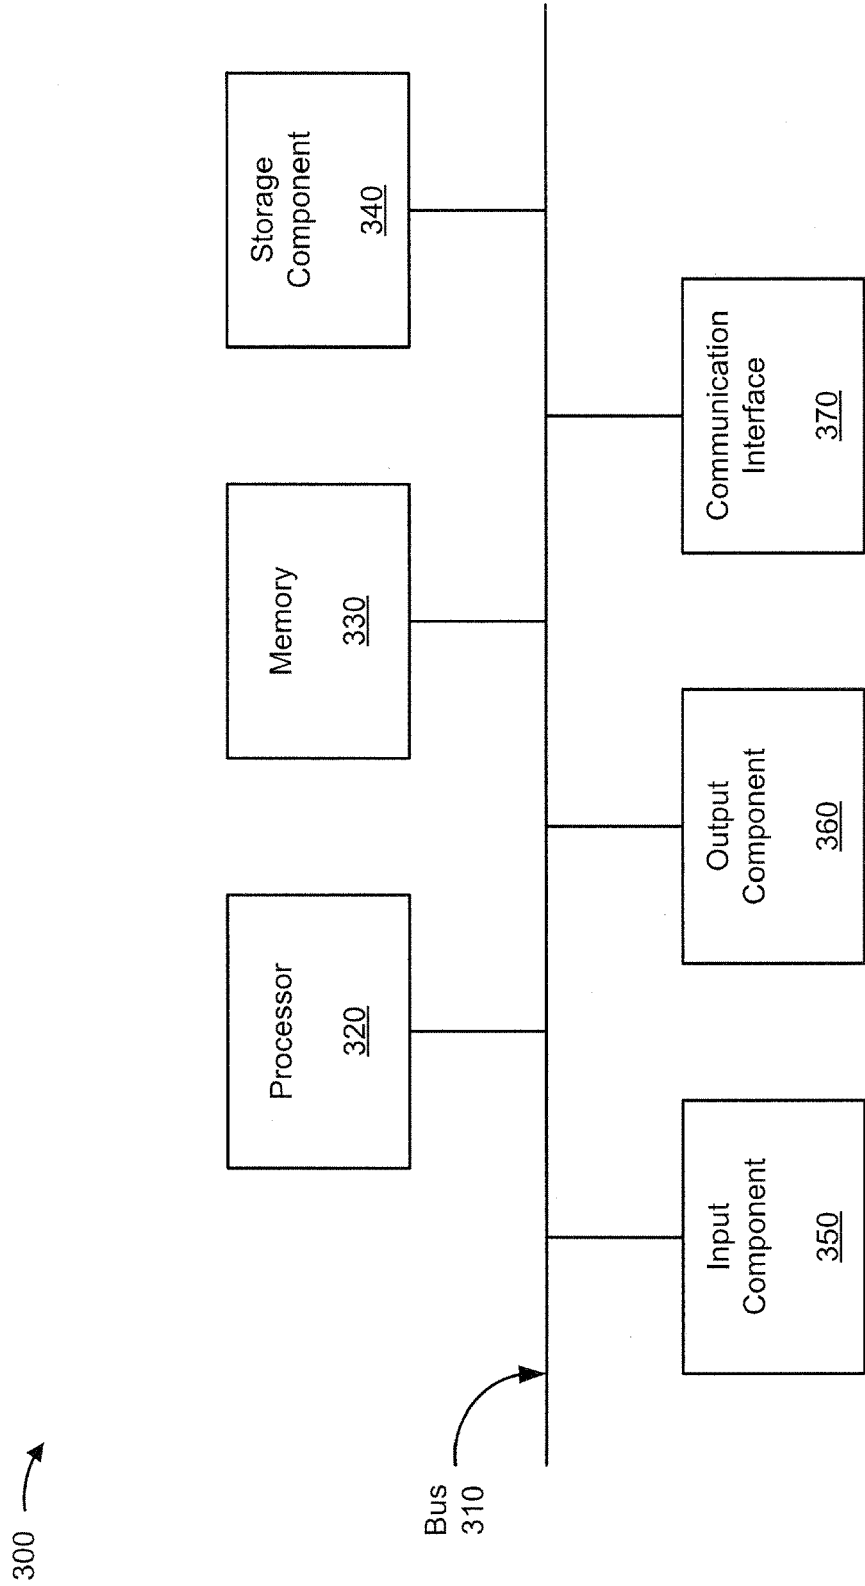 300
Processor
320
Memory
330
Storage
Component
340
Bus
310
Input
Component
350
Output
Component
360
Communication
Interface
370